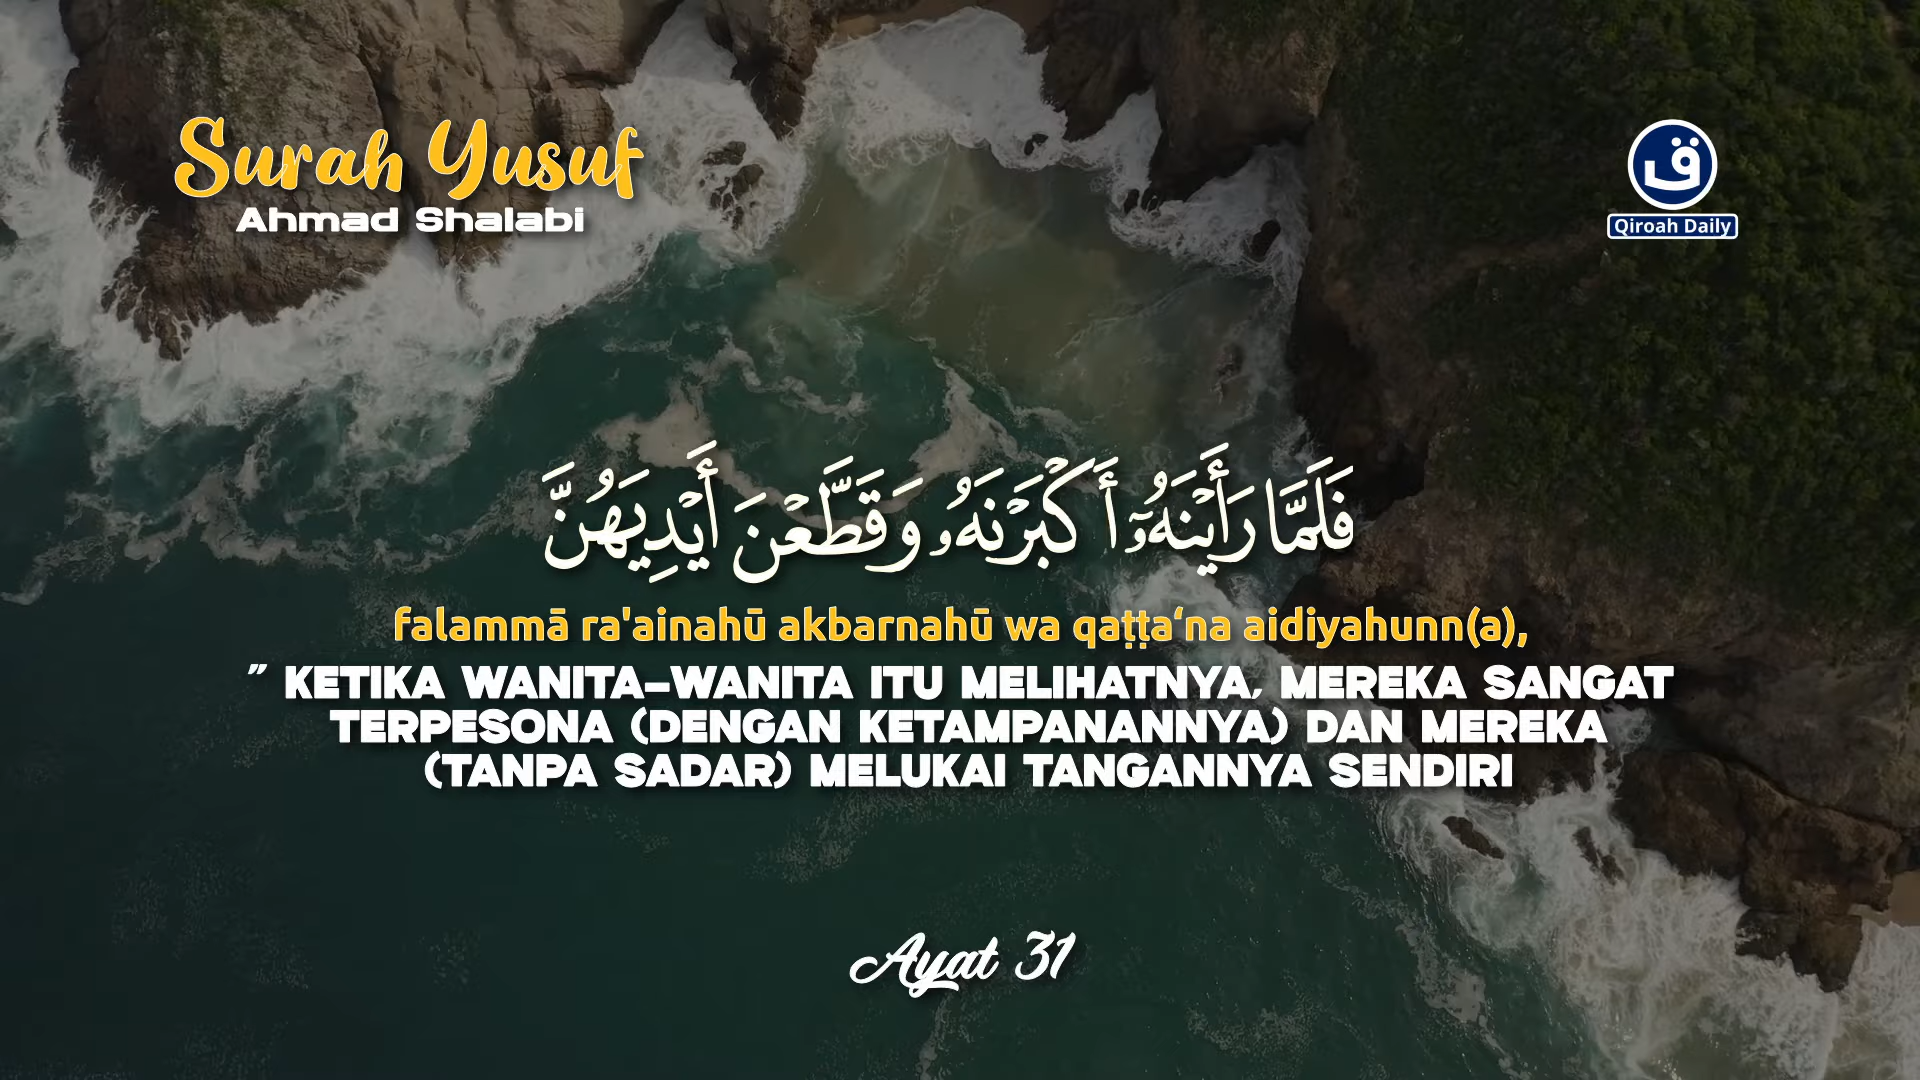 Surah Yusuf
Ahmad Shalabi
ق
Qiroah Daily
فَلَمَّا رَأَيْنَهُۥٓ أَكْبَرْنَهُۥ وَقَطَّعْنَ أَيْدِيَهُنَّ
falammā ra'ainahū akbarnahū wa qaṭṭa‘na aidiyahunn(a),
" KETIKA WANITA-WANITA ITU MELIHATNYA, MEREKA SANGAT
TERPESONA (DENGAN KETAMPANANNYA) DAN MEREKA
(TANPA SADAR) MELUKAI TANGANNYA SENDIRI
Ayat 31